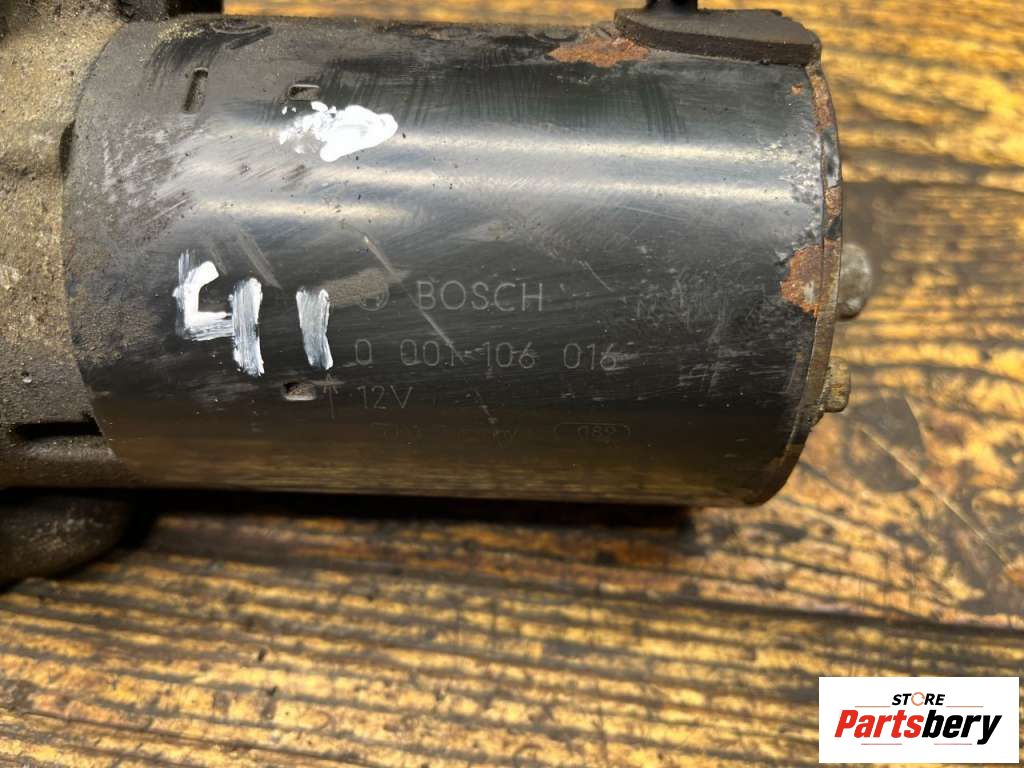 BOSCH
41
0 001 106 016
12V
STORE
Partsbery